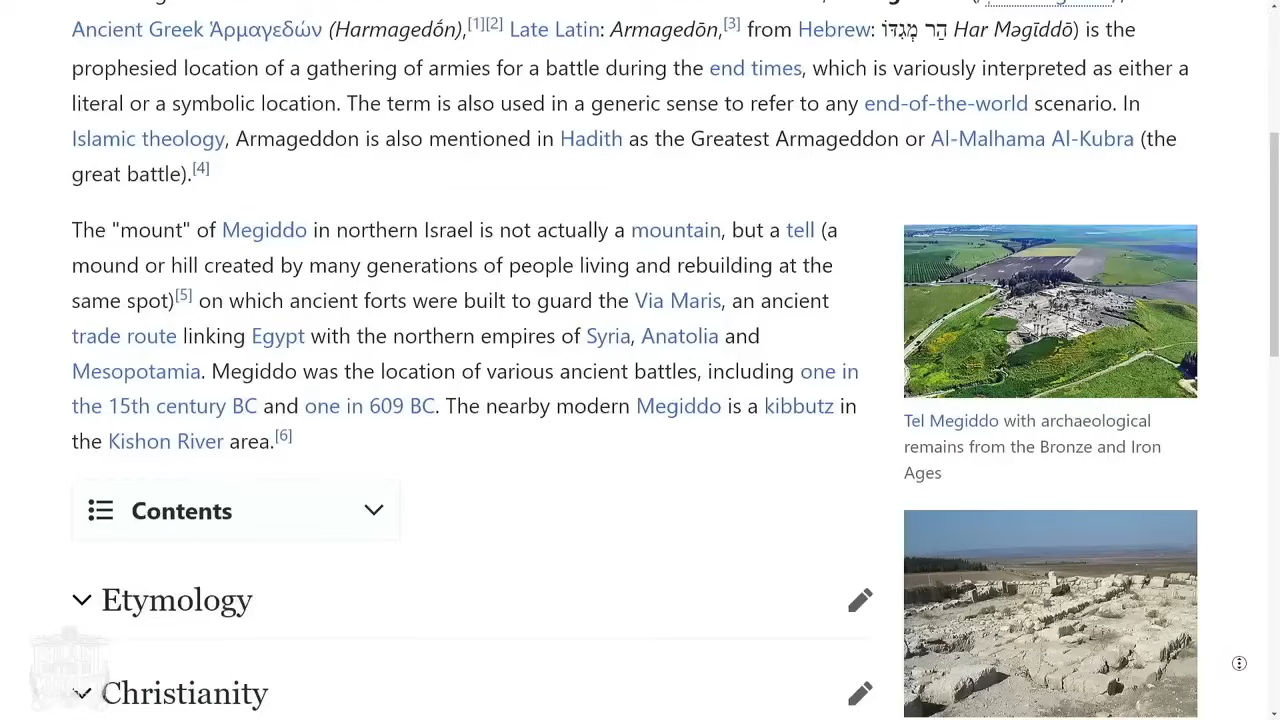 Ancient Greek Ἁρμαγεδών (Harmagedṓn),[1][2] Late Latin: Armagedōn,[3] from Hebrew: הַר מְגִדּוֹ Har Məgīddō) is the
prophesied location of a gathering of armies for a battle during the end times, which is variously interpreted as either a
literal or a symbolic location. The term is also used in a generic sense to refer to any end-of-the-world scenario. In
Islamic theology, Armageddon is also mentioned in Hadith as the Greatest Armageddon or Al-Malhama Al-Kubra (the
great battle).[4]
The "mount" of Megiddo in northern Israel is not actually a mountain, but a tell (a
mound or hill created by many generations of people living and rebuilding at the
same spot)[5] on which ancient forts were built to guard the Via Maris, an ancient
trade route linking Egypt with the northern empires of Syria, Anatolia and
Mesopotamia. Megiddo was the location of various ancient battles, including one in
the 15th century BC and one in 609 BC. The nearby modern Megiddo is a kibbutz in
the Kishon River area.[6]
Tel Megiddo with archaeological
remains from the Bronze and Iron
Ages
Contents
Etymology
Christianity